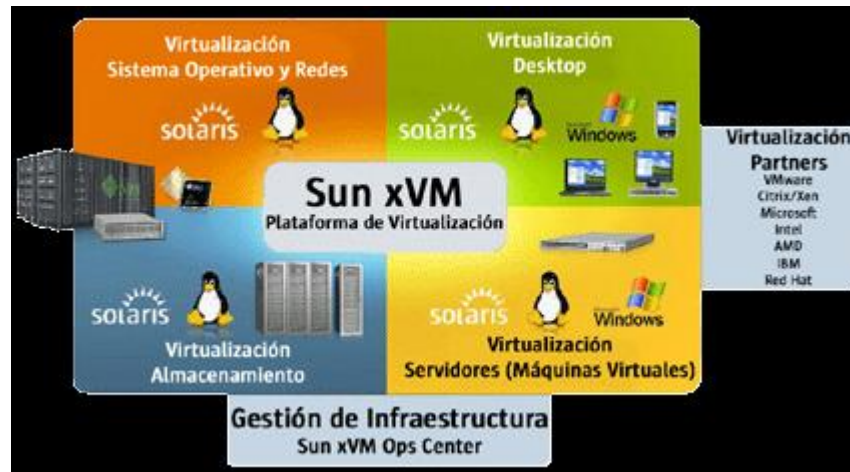 Virtualización
Sistema Operativo y Redes
solaris
Virtualización
Desktop
solaris
Windows
Sun xVM
Plataforma de Virtualización
Virtualización
Partners
VMware
Citrix/Xen
Microsoft
Intel
AMD
IBM
Red Hat
solaris
Virtualización
Almacenamiento
solaris
Windows
Virtualización
Servidores (Máquinas Virtuales)
Gestión de Infraestructura
Sun xVM Ops Center